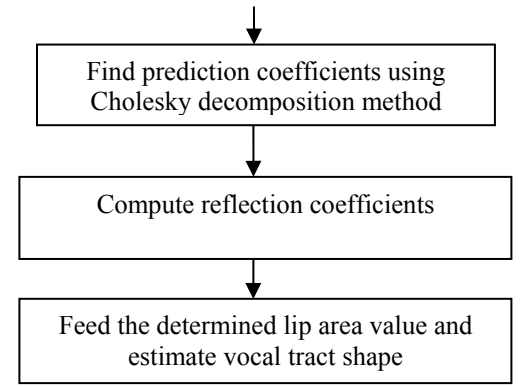 Find prediction coefficients using
Cholesky decomposition method
Compute reflection coefficients
Feed the determined lip area value and
estimate vocal tract shape